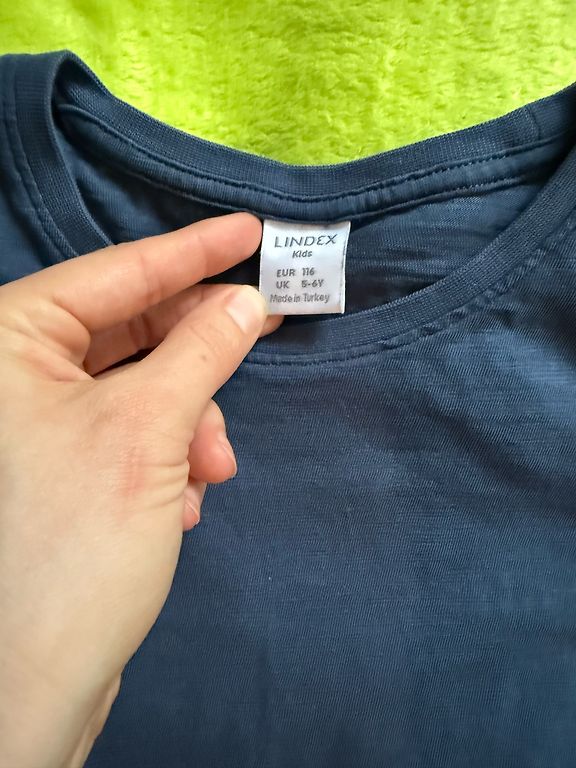 LINDEX
Kids
EUR 116
UK 5-6Y
Made in Turkey